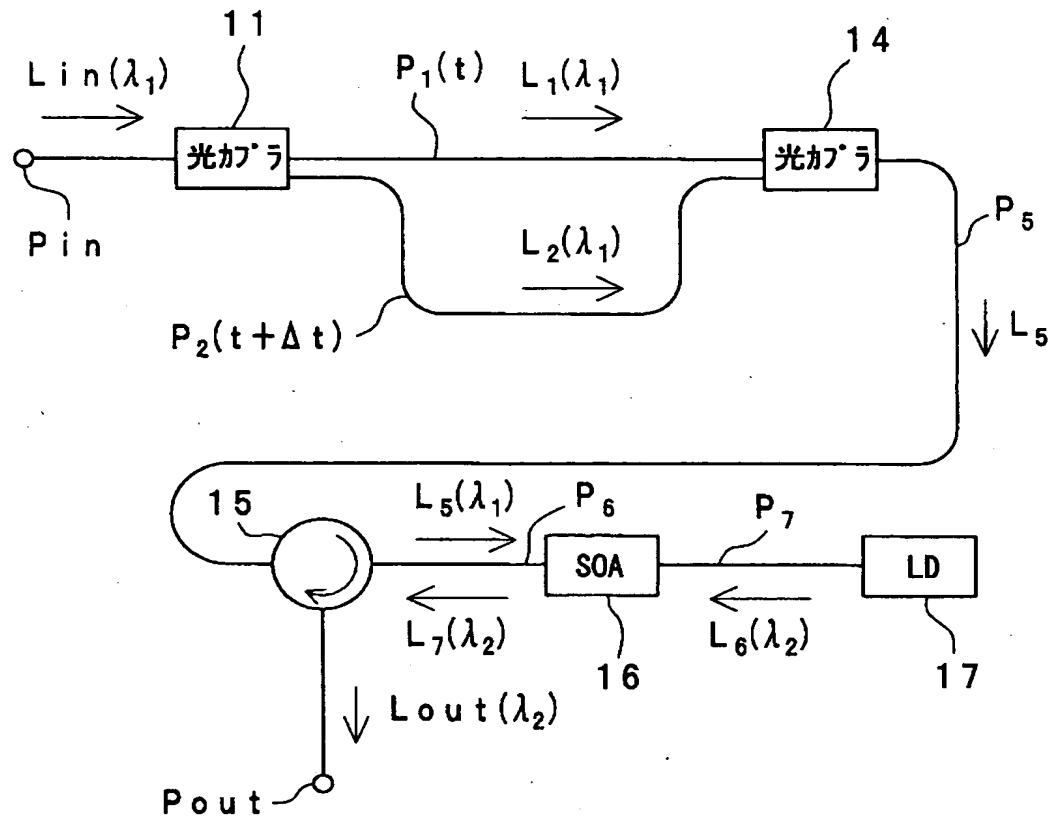 11
14
Lin(λ₁)
P₁(t)
L₁(λ₁)
光ｶﾌﾟﾗ
光ｶﾌﾟﾗ
Pin
L₂(λ₁)
P₅
P₂(t+Δt)
L₅
15
L₅(λ₁)
P₆
P₇
SOA
LD
L₇(λ₂)
L₆(λ₂)
16
17
Lout(λ₂)
Pout